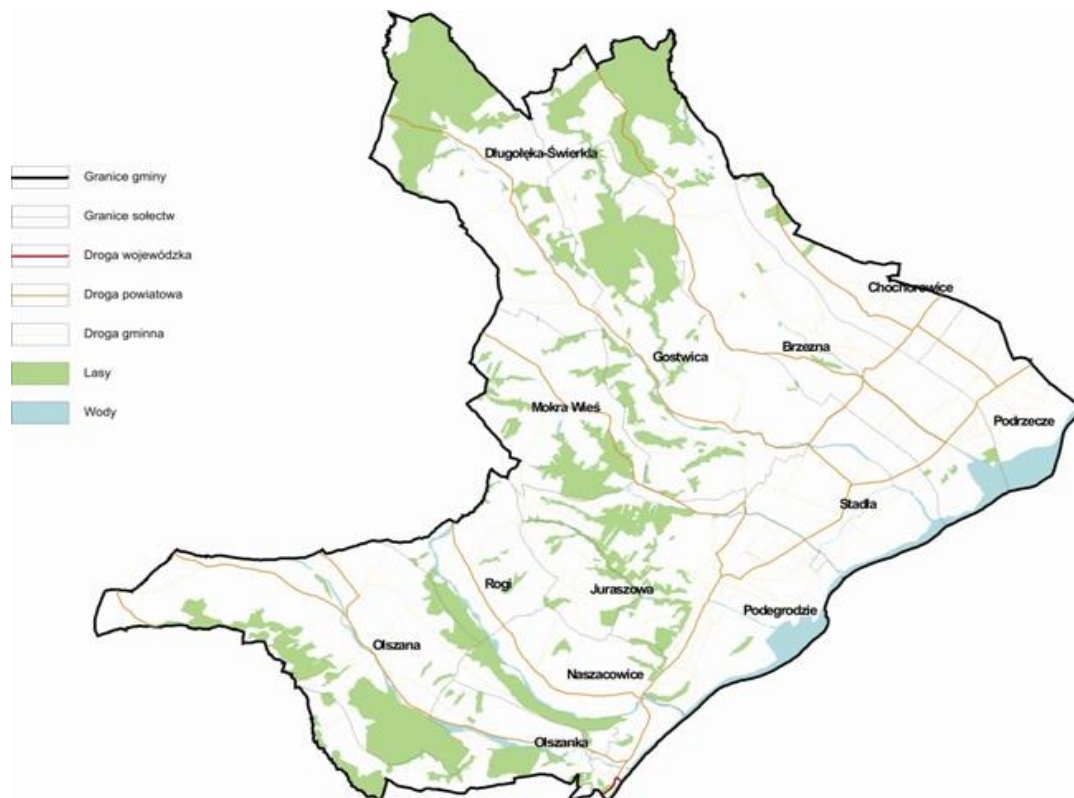 Granice gminy
Granice sołectw
Droga wojewódzka
Droga powiatowa
Droga gminna
Lasy
Wody
Długołęka-Świerkla
Chochorowice
Brzezna
Gostwica
Mokra Wieś
Podrzecze
Stadła
Rogi
Juraszowa
Podegrodzie
Olszana
Naszacowice
Olszanka